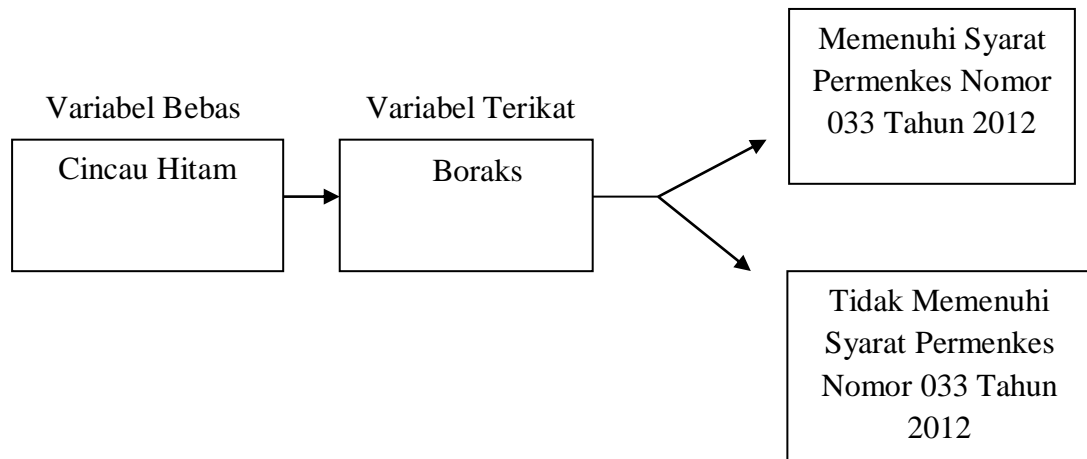 Variabel Bebas
Cincau Hitam
Variabel Terikat
Boraks
Memenuhi Syarat
Permenkes Nomor
033 Tahun 2012
Tidak Memenuhi
Syarat Permenkes
Nomor 033 Tahun
2012